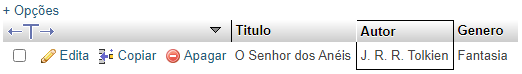 + Opções
←T→ Titulo Autor Genero
Edita Copiar Apagar O Senhor dos Anéis J. R. R. Tolkien Fantasia